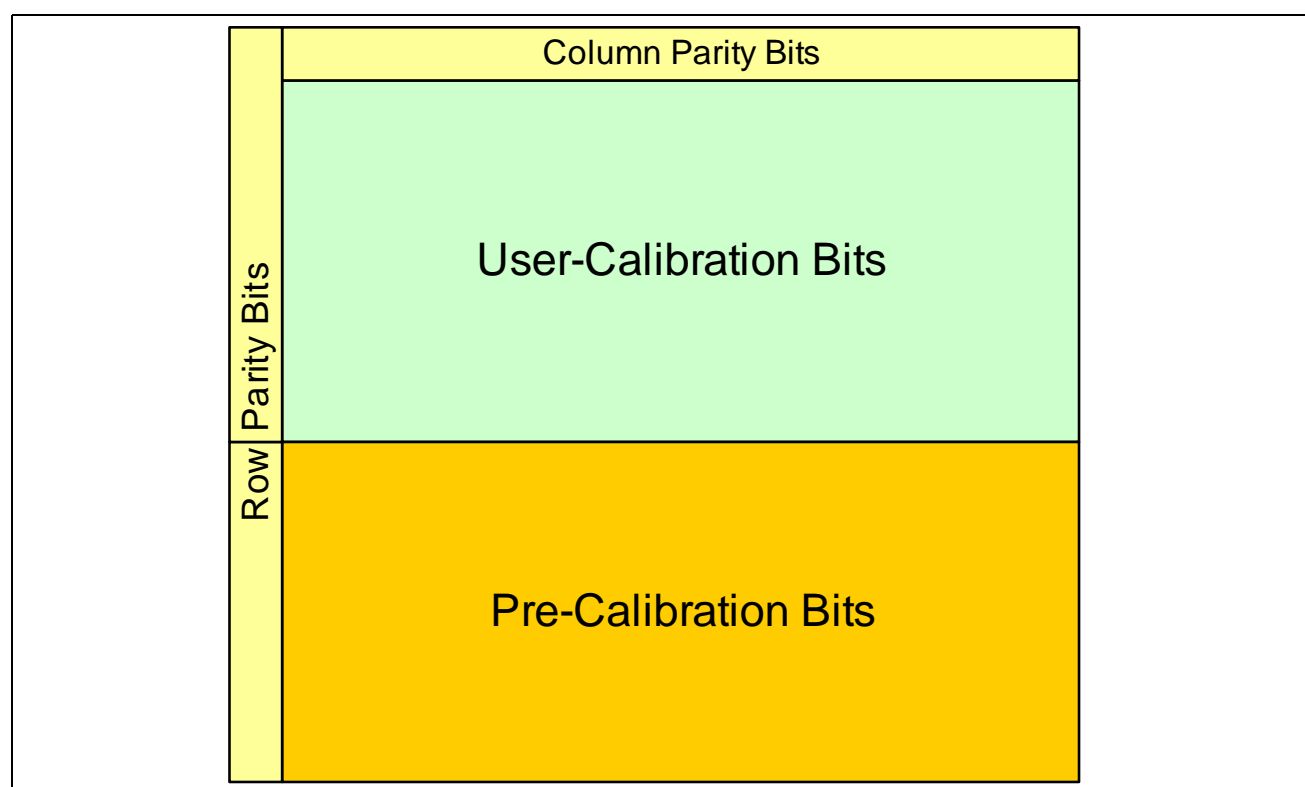 Column Parity Bits
User-Calibration Bits
Row Parity Bits
Pre-Calibration Bits